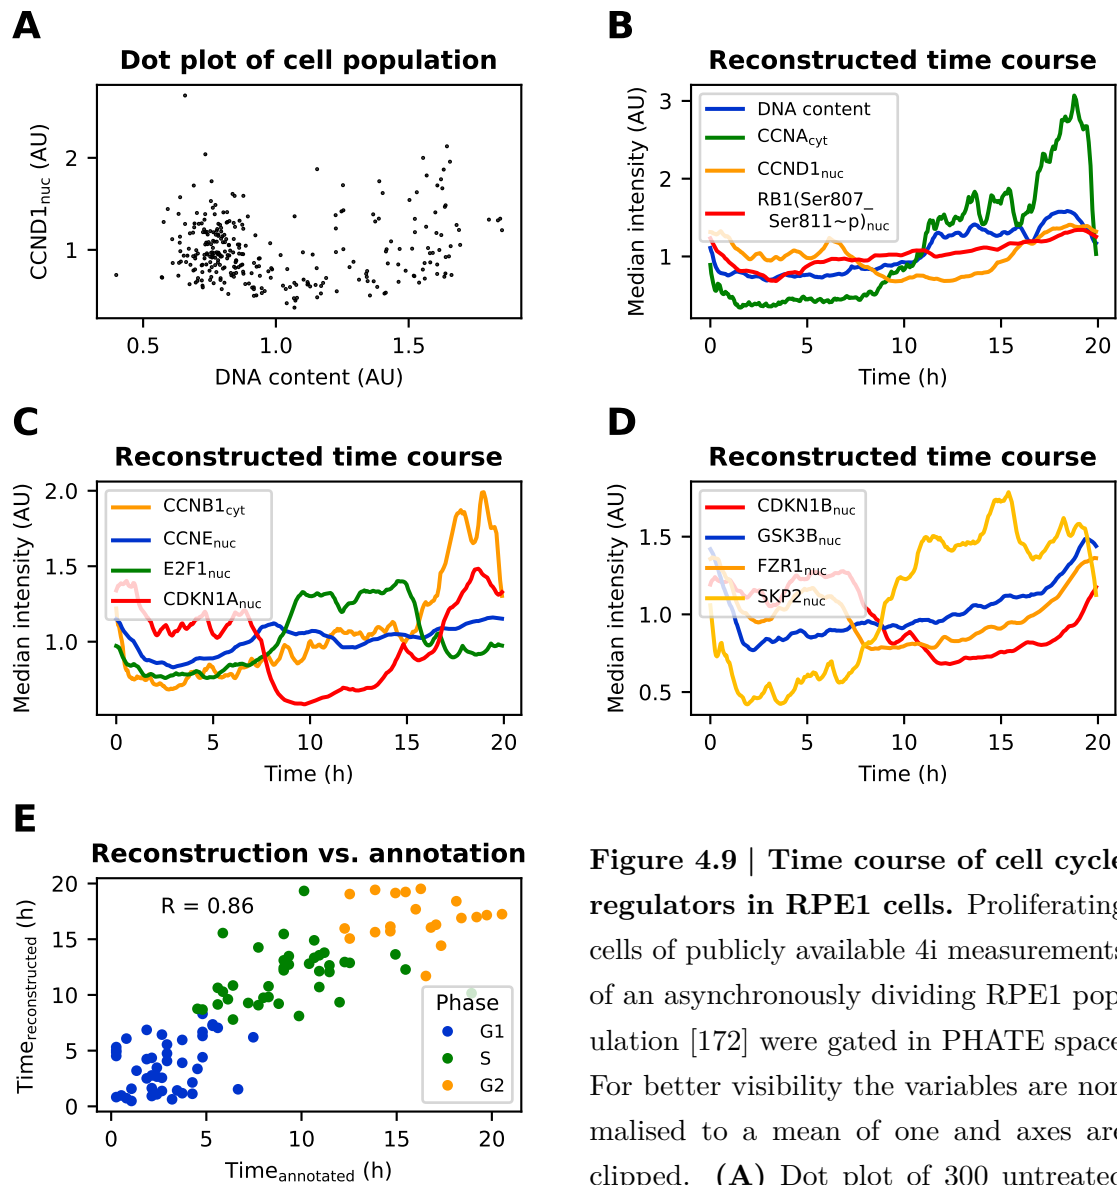 A
Dot plot of cell population
CCND1nuc (AU)
2
1
0.5 1.0 1.5
DNA content (AU)
B
Reconstructed time course
Median intensity (AU)
3
2
1
DNA content
CCNAcyt
CCND1nuc
RB1(Ser807_
Ser811~p)nuc
0 5 10 15 20
Time (h)
C
Reconstructed time course
Median intensity (AU)
2.0
1.5
1.0
CCNB1cyt
CCNEnuc
E2F1nuc
CDKN1Anuc
0 5 10 15 20
Time (h)
D
Reconstructed time course
Median intensity (AU)
1.5
1.0
0.5
CDKN1Bnuc
GSK3Bnuc
FZR1nuc
SKP2nuc
0 5 10 15 20
Time (h)
E
Reconstruction vs. annotation
Timereconstructed (h)
20
15
10
5
0
R = 0.86
Phase
G1
S
G2
0 5 10 15 20
Timeannotated (h)
Figure 4.9 | Time course of cell cycle
regulators in RPE1 cells. Proliferating
cells of publicly available 4i measurements
of an asynchronously dividing RPE1 pop
ulation [172] were gated in PHATE space
For better visibility the variables are nor
malised to a mean of one and axes are
clipped. (A) Dot plot of 300 untreated